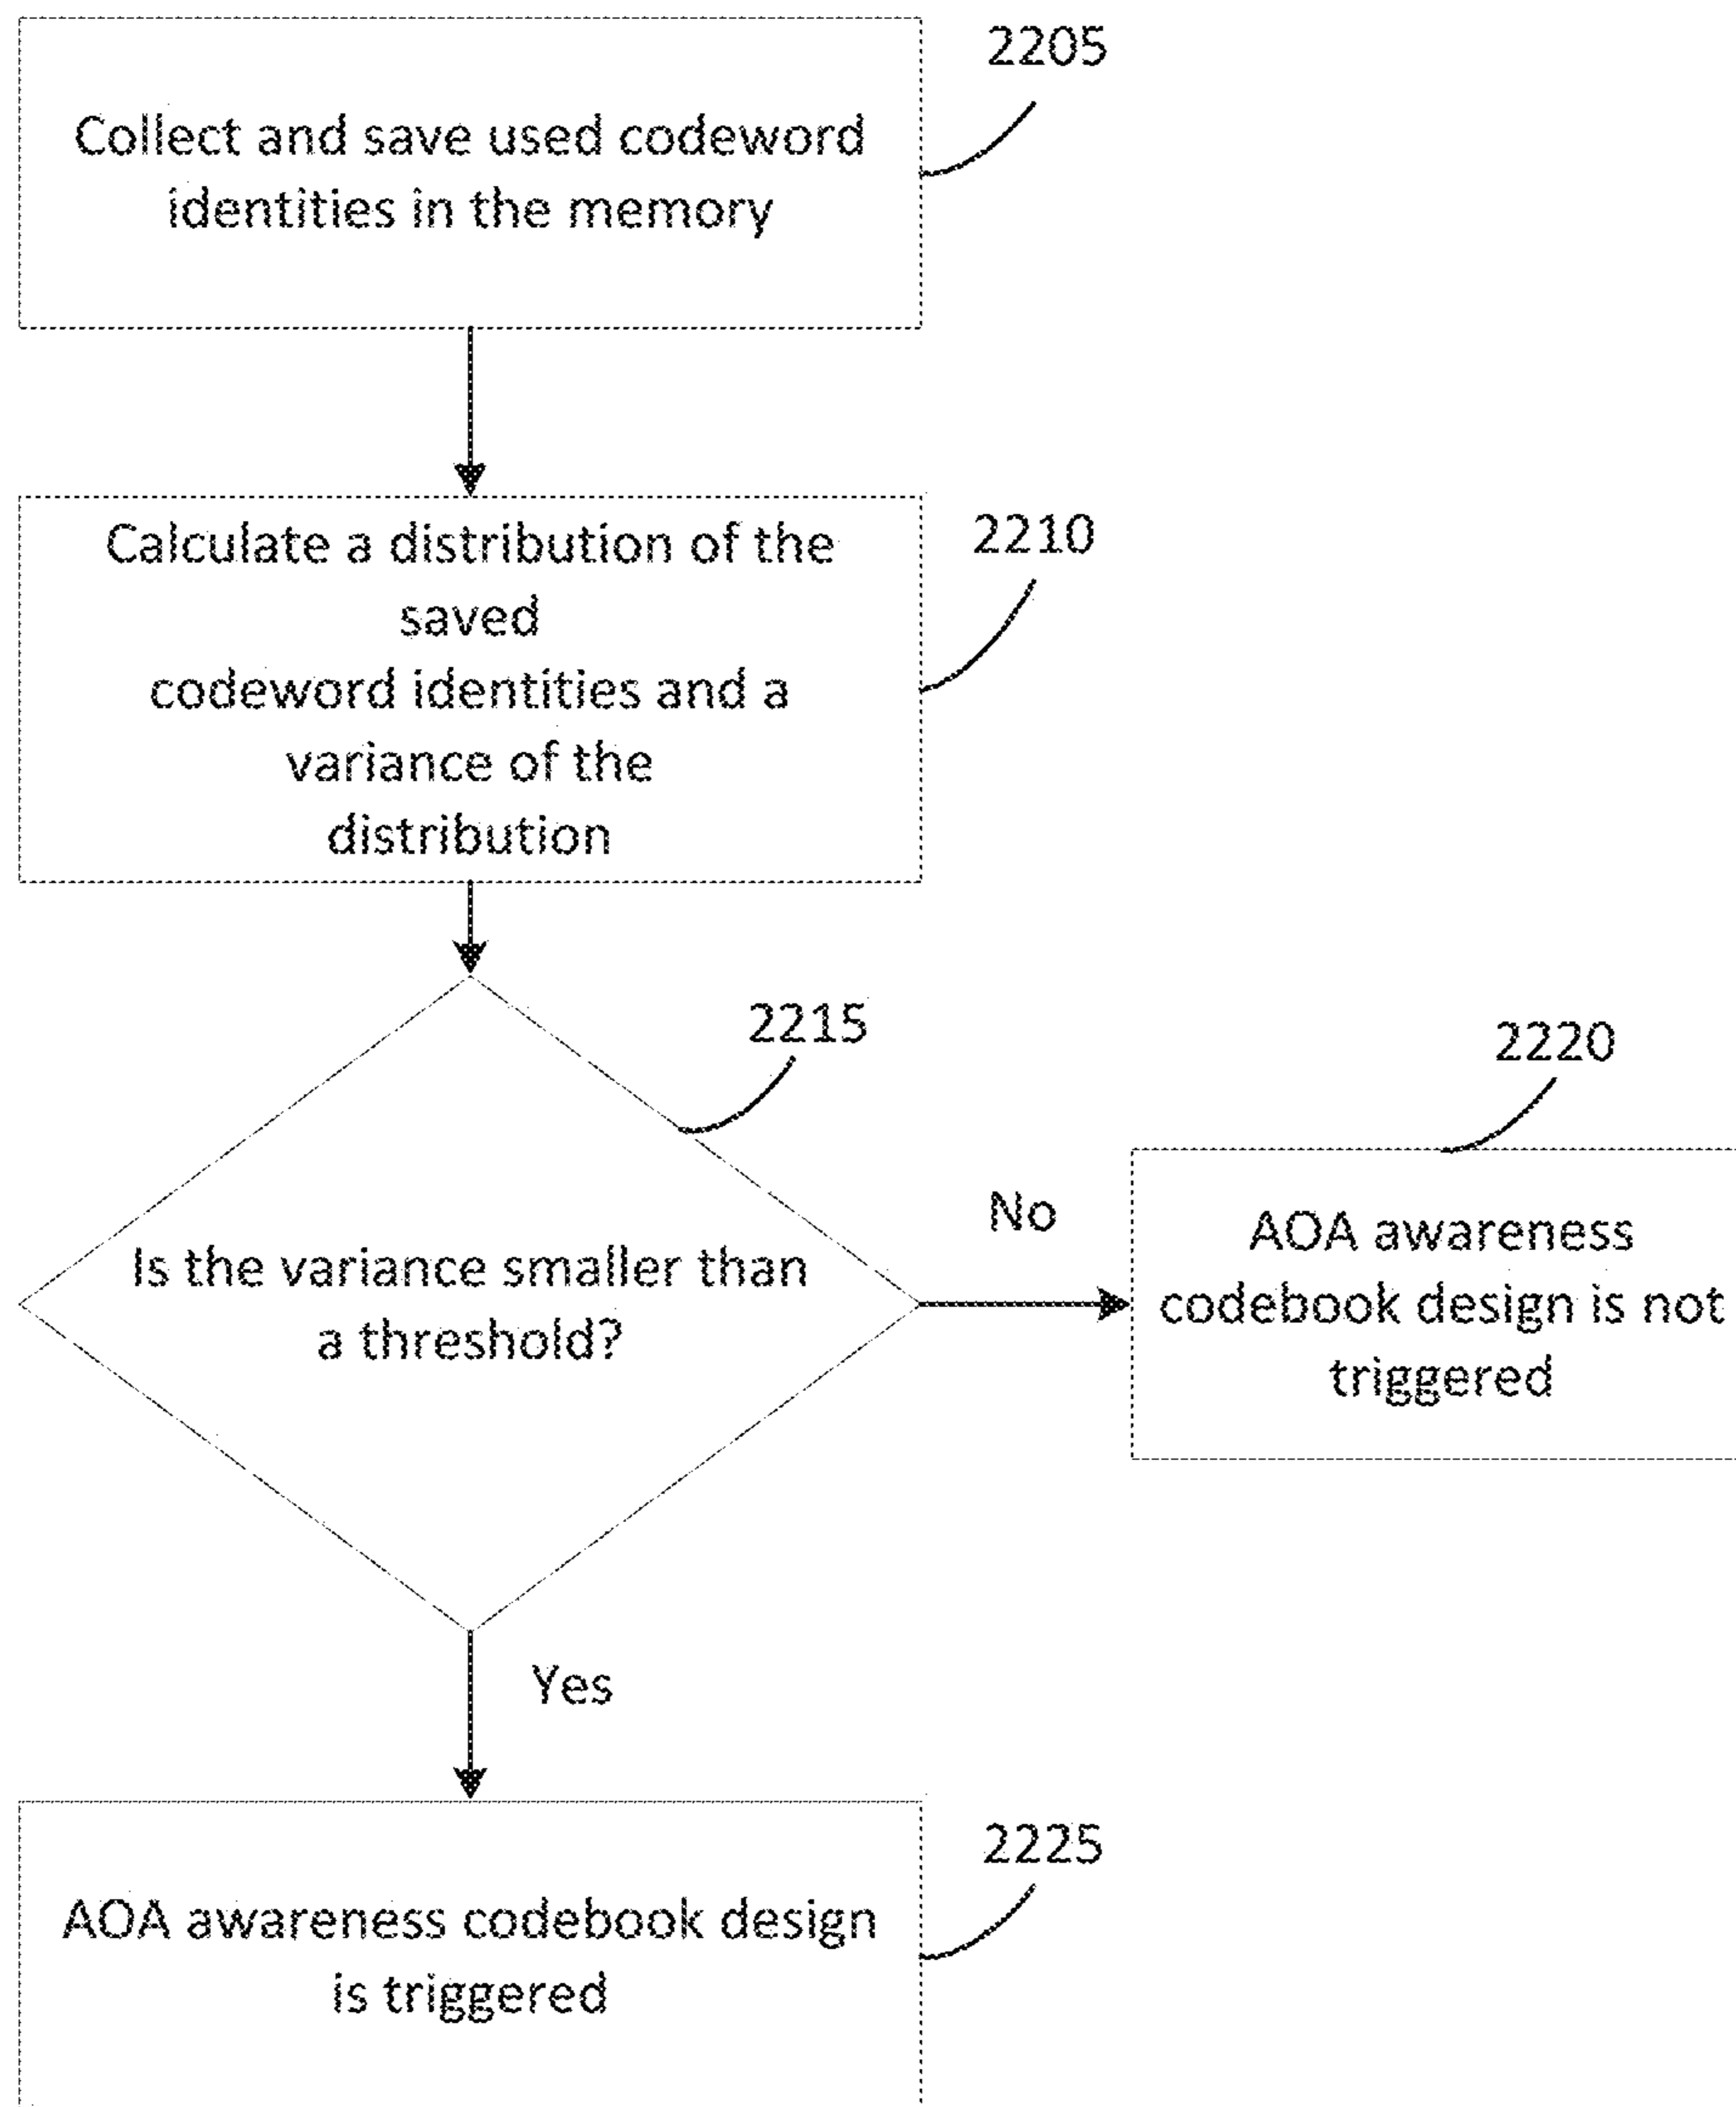 2205
Collect and save used codeword
identities in the memory
2210
Calculate a distribution of the
saved
codeword identities and a
variance of the
distribution
2215
Is the variance smaller than
a threshold?
No
2220
AOA awareness
codebook design is not
triggered
Yes
2225
AOA awareness codebook design
is triggered